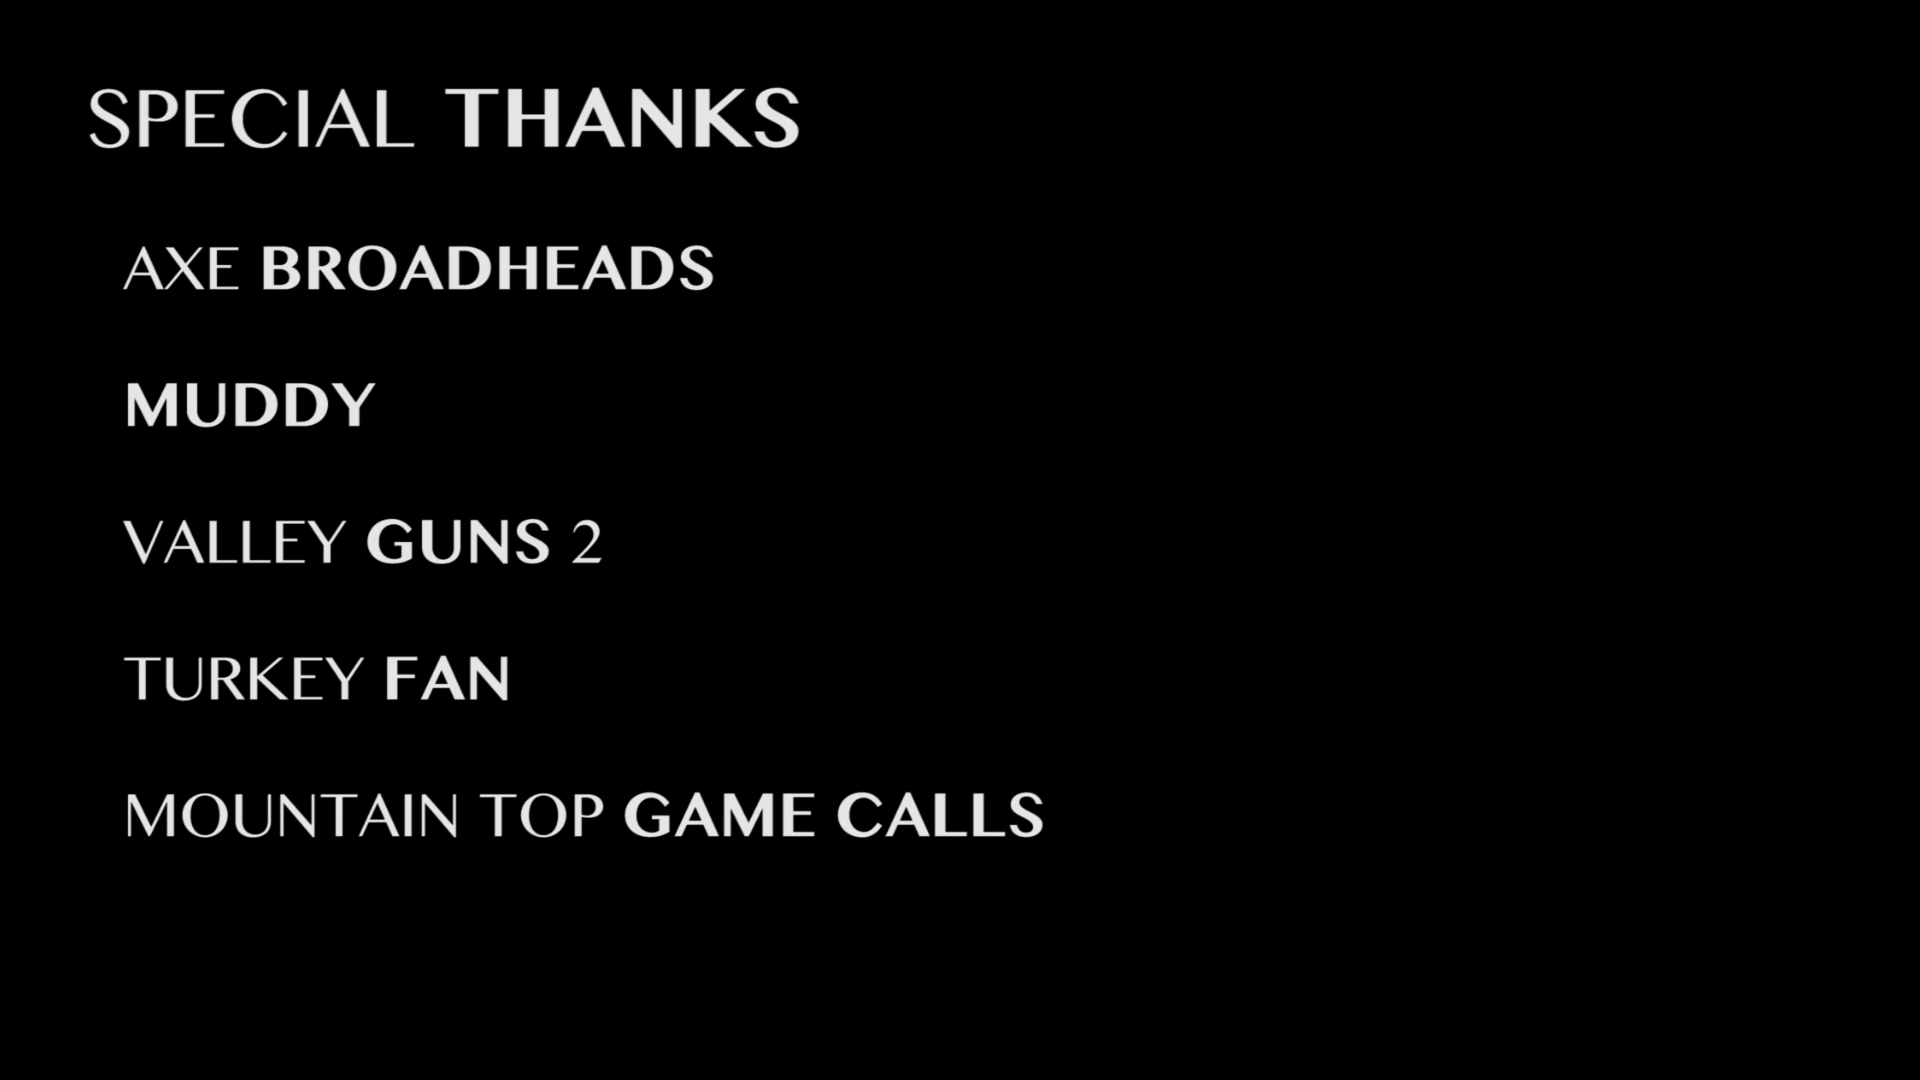 SPECIAL THANKS
AXE BROADHEADS
MUDDY
VALLEY GUNS 2
TURKEY FAN
MOUNTAIN TOP GAME CALLS